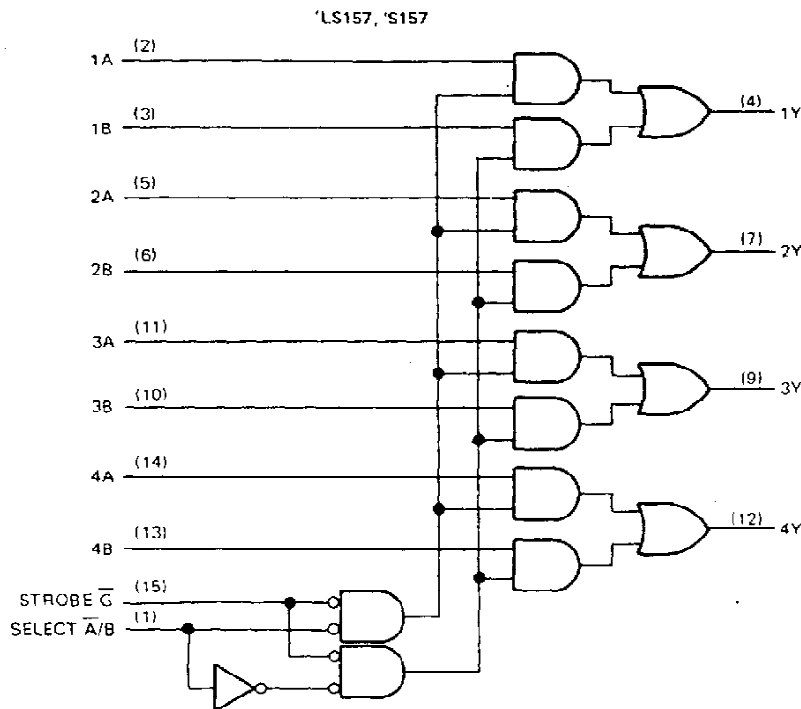 'LS157, 'S157
1A (2)
1B (3)
(4) 1Y
2A (5)
2B (6)
(7) 2Y
3A (11)
3B (10)
(9) 3Y
4A (14)
4B (13)
(12) 4Y
STROBE G̅ (15)
SELECT A̅/B (1)